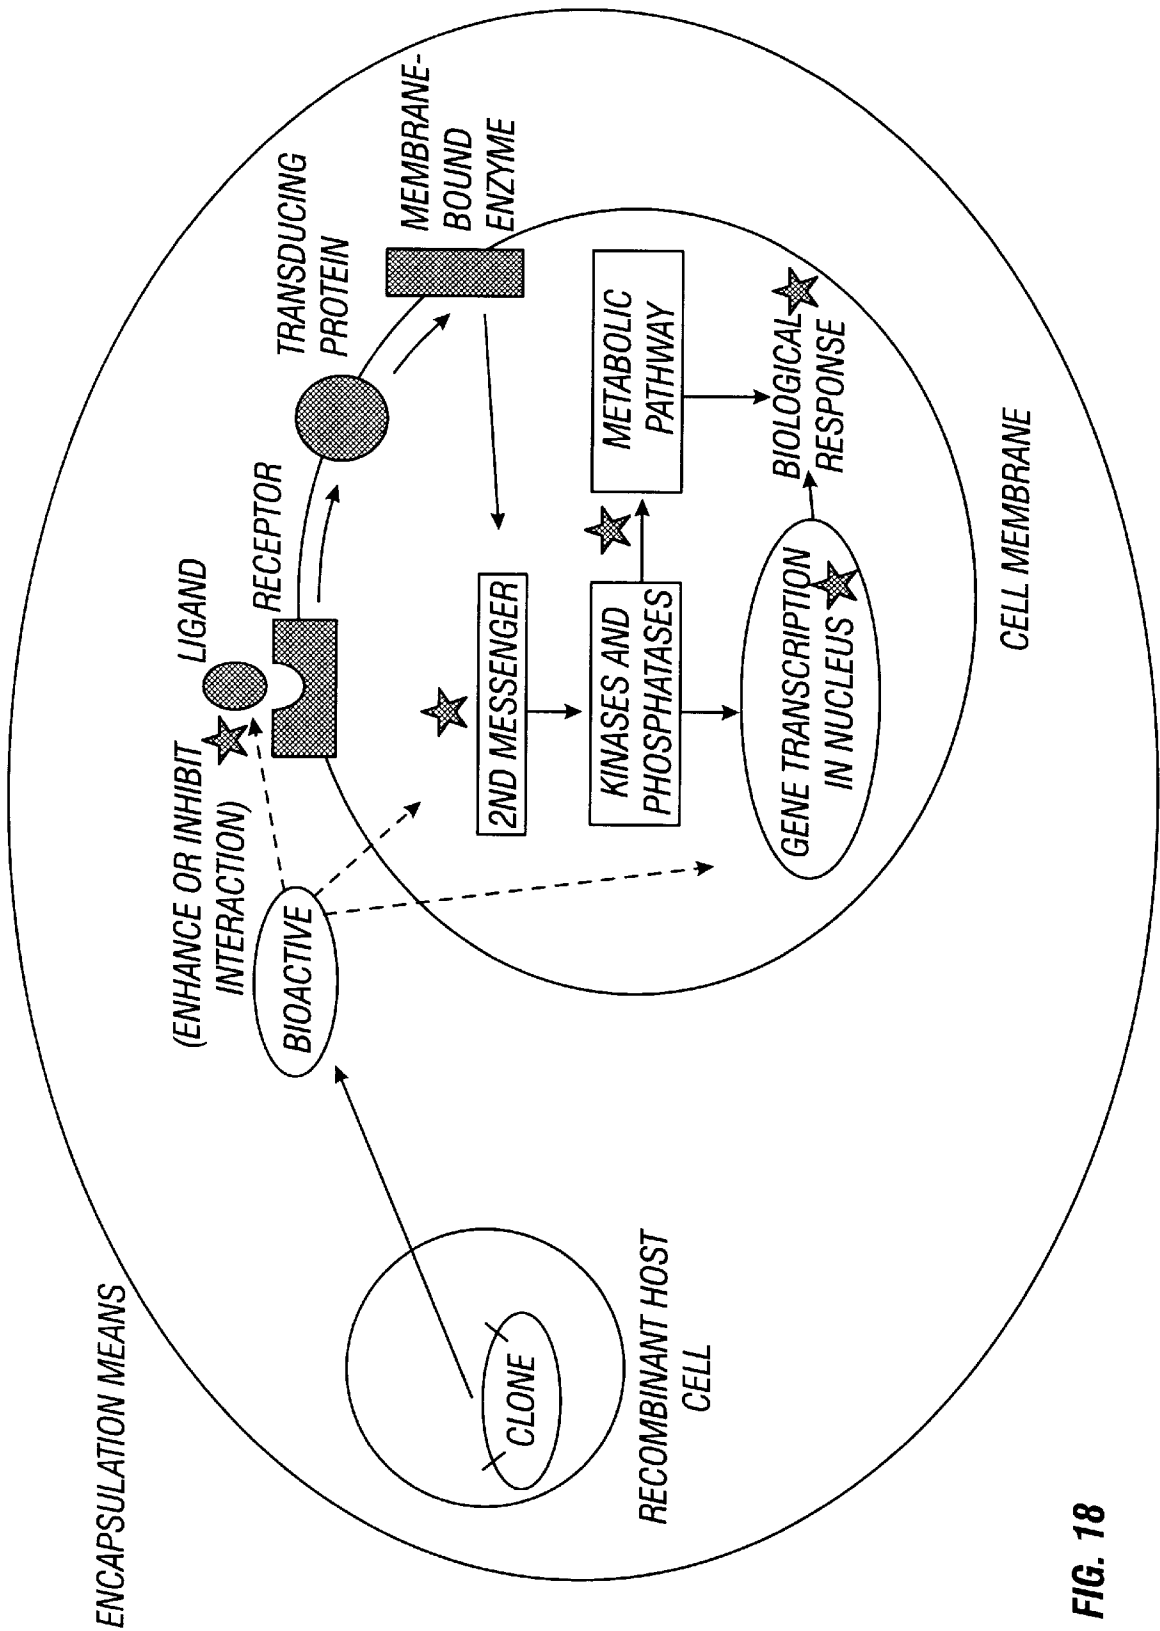 ENCAPSULATION MEANS
(ENHANCE OR INHIBIT
INTERACTION)
LIGAND
RECEPTOR
TRANSDUCING
PROTEIN
MEMBRANE-
BOUND
ENZYME
BIOACTIVE
2ND MESSENGER
KINASES AND
PHOSPHATASES
METABOLIC
PATHWAY
GENE TRANSCRIPTION
IN NUCLEUS
BIOLOGICAL
RESPONSE
CLONE
RECOMBINANT HOST
CELL
CELL MEMBRANE
FIG. 18